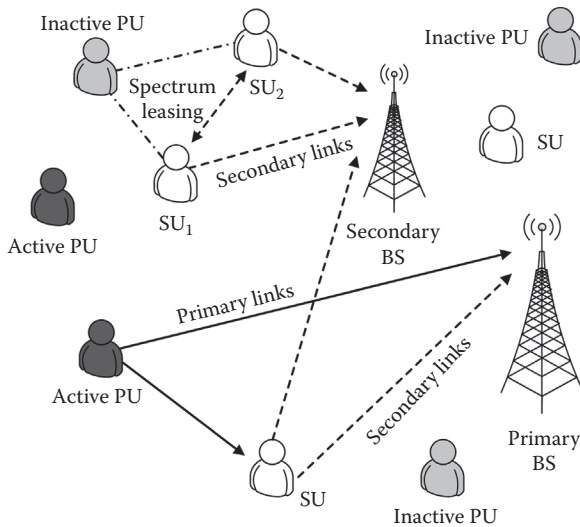 Inactive PU
Inactive PU
SU₂
Spectrum
leasing
SU
Secondary links
SU₁
Active PU
Secondary
BS
Primary links
Active PU
Secondary links
Primary
BS
SU
Inactive PU